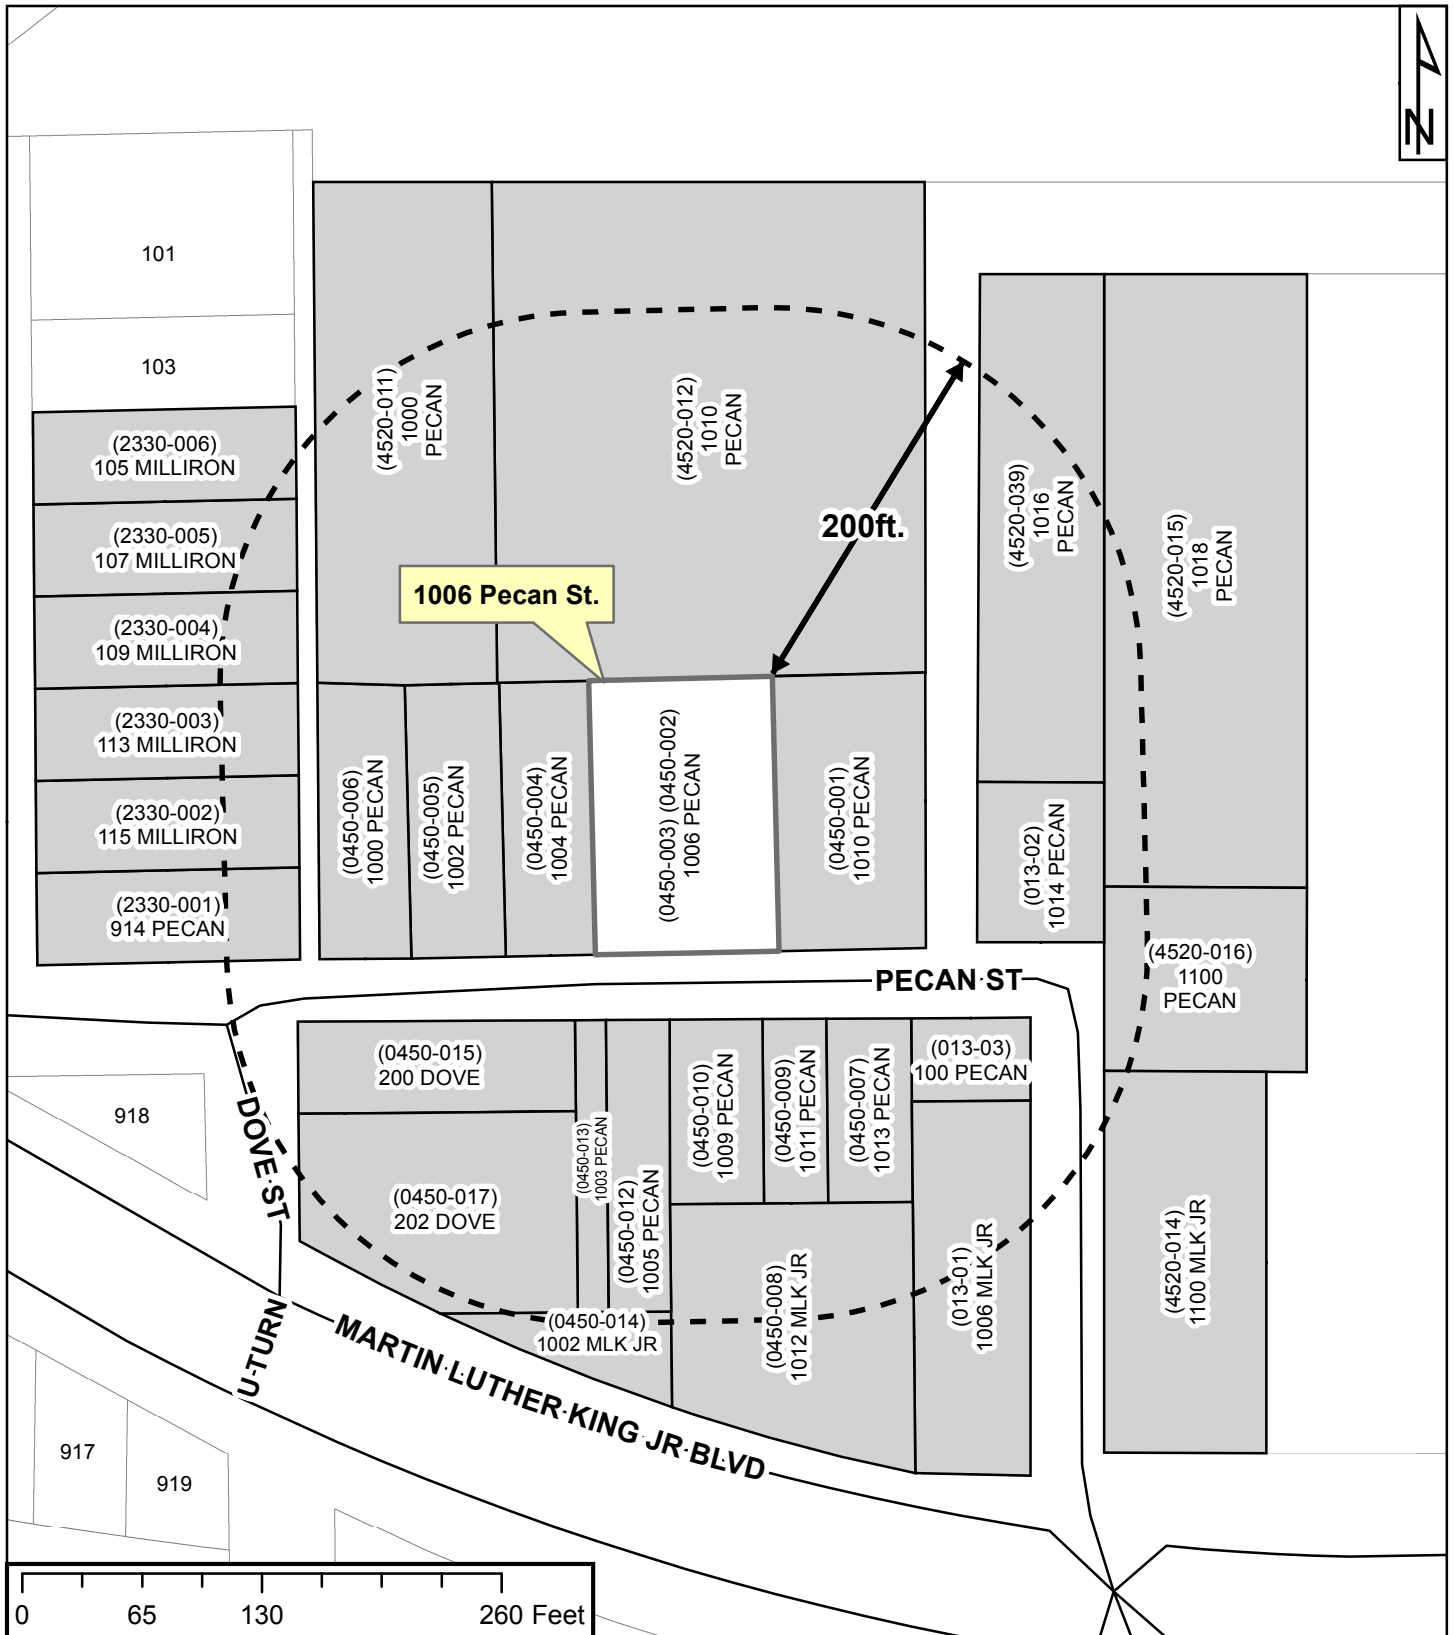 N
101
103
(2330-006)
105 MILLIRON
(2330-005)
107 MILLIRON
(2330-004)
109 MILLIRON
(2330-003)
113 MILLIRON
(2330-002)
115 MILLIRON
(2330-001)
914 PECAN
(4520-011)
1000
PECAN
(4520-012)
1010
PECAN
200ft.
(4520-039)
1016
PECAN
(4520-015)
1018
PECAN
1006 Pecan St.
(0450-006)
1000 PECAN
(0450-005)
1002 PECAN
(0450-004)
1004 PECAN
(0450-003) (0450-002)
1006 PECAN
(0450-001)
1010 PECAN
(013-02)
1014 PECAN
(4520-016)
1100
PECAN
PECAN ST
(0450-015)
200 DOVE
(0450-017)
202 DOVE
(0450-013)
1003 PECAN
(0450-012)
1005 PECAN
(0450-010)
1009 PECAN
(0450-009)
1011 PECAN
(0450-007)
1013 PECAN
(013-03)
100 PECAN
(0450-014)
1002 MLK JR
(0450-008)
1012 MLK JR
(013-01)
1006 MLK JR
(4520-014)
1100 MLK JR
918
DOVE ST
U-TURN
MARTIN LUTHER KING JR BLVD
917
919
0 65 130 260 Feet